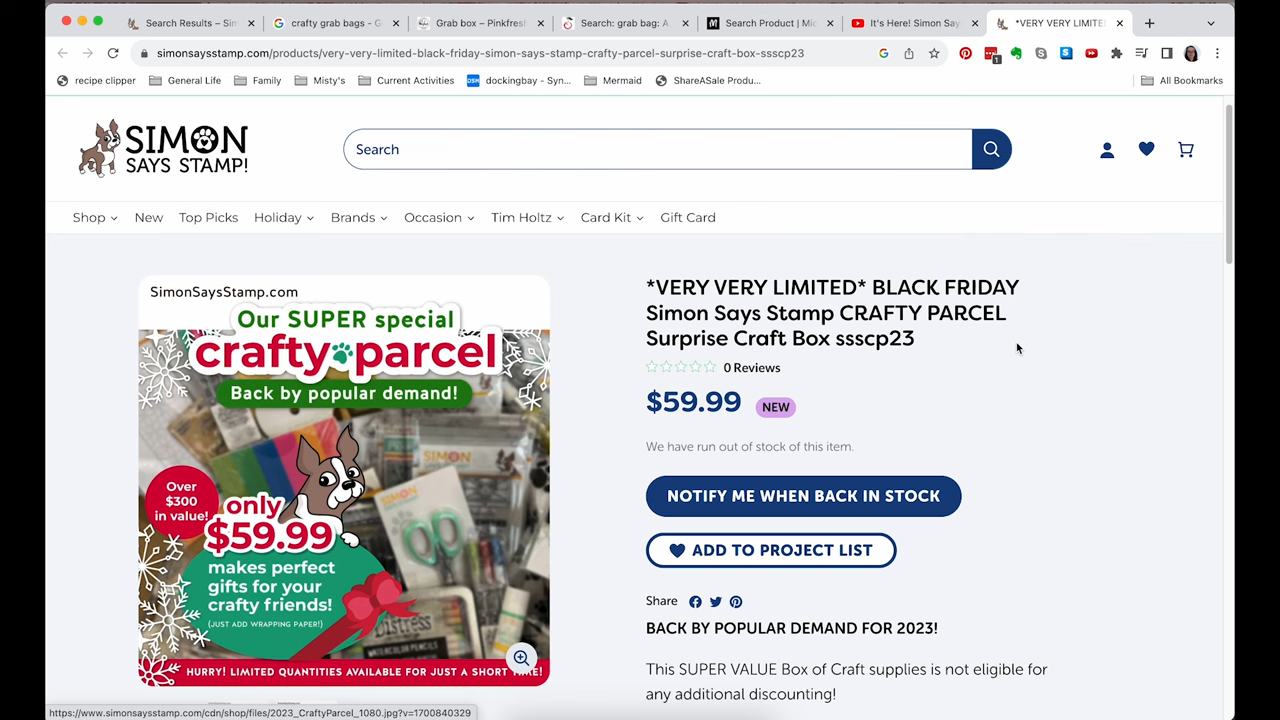 Search Results – Sim
crafty grab bags - G
Grab box – Pinkfresh
Search: grab bag: A
Search Product | Mic
It's Here! Simon Say
*VERY VERY LIMITED
simonsaysstamp.com/products/very-very-limited-black-friday-simon-says-stamp-crafty-parcel-surprise-craft-box-ssscp23
recipe clipper
General Life
Family
Misty's
Current Activities
dockingbay - Syn...
Mermaid
ShareASale Produ...
All Bookmarks
SIMON
SAYS STAMP!
Search
Shop
New
Top Picks
Holiday
Brands
Occasion
Tim Holtz
Card Kit
Gift Card
SimonSaysStamp.com
Our SUPER special
crafty parcel
Back by popular demand!
Over
$300
in value!
only
$59.99
makes perfect
gifts for your
crafty friends!
(JUST ADD WRAPPING PAPER!)
SIMON
Distress
WATERCOLOR PENCILS
HURRY! LIMITED QUANTITIES AVAILABLE FOR JUST A SHORT TIME!
*VERY VERY LIMITED* BLACK FRIDAY
Simon Says Stamp CRAFTY PARCEL
Surprise Craft Box ssscp23
0 Reviews
$59.99
NEW
We have run out of stock of this item.
NOTIFY ME WHEN BACK IN STOCK
ADD TO PROJECT LIST
Share
BACK BY POPULAR DEMAND FOR 2023!
This SUPER VALUE Box of Craft supplies is not eligible for
any additional discounting!
https://www.simonsaysstamp.com/cdn/shop/files/2023_CraftyParcel_1080.jpg?v=1700840329